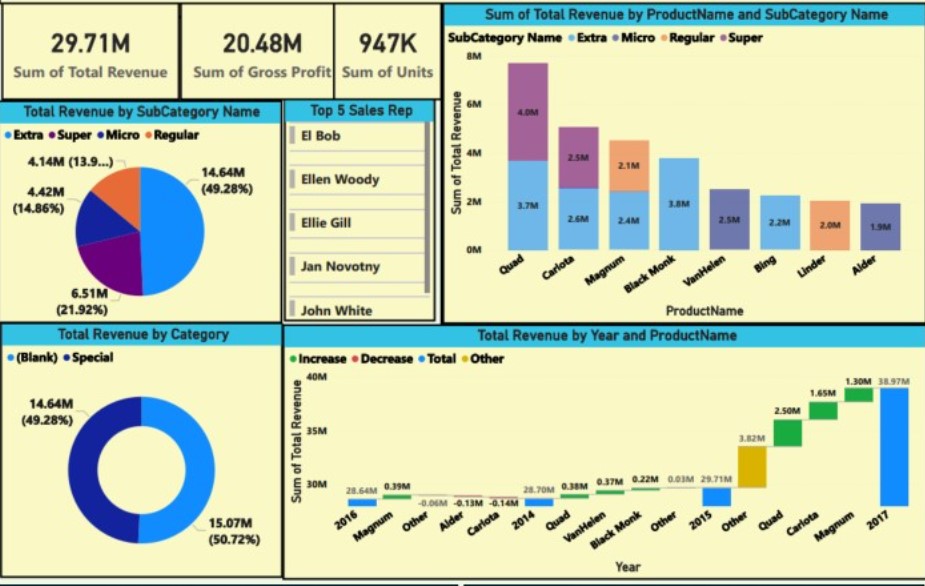 29.71M
Sum of Total Revenue
20.48M
Sum of Gross Profit
947K
Sum of Units
Sum of Total Revenue by ProductName and SubCategory Name
SubCategory Name Extra Micro Regular Super
Sum of Total Revenue
8M
6M
4M
2M
0M
4.0M
3.7M
2.5M
2.6M
2.1M
2.4M
3.8M
2.5M
2.2M
2.0M
1.9M
Quad
Carlota
Magnum
Black Monk
VanHelen
Bing
Linder
Alder
ProductName
Total Revenue by SubCategory Name
Extra Super Micro Regular
4.14M (13.9...)
14.64M
(49.28%)
4.42M
(14.86%)
6.51M
(21.92%)
Top 5 Sales Rep
El Bob
Ellen Woody
Ellie Gill
Jan Novotny
John White
Total Revenue by Category
(Blank) Special
14.64M
(49.28%)
15.07M
(50.72%)
Total Revenue by Year and ProductName
Increase Decrease Total Other
Sum of Total Revenue
40M
35M
30M
28.64M
0.39M
-0.06M
-0.13M
-0.14M
28.70M
0.38M
0.37M
0.22M
0.03M
29.71M
3.82M
2.50M
1.65M
1.30M
38.97M
2016
Magnum
Other
Alder
Carlota
2014
Quad
VanHelen
Black Monk
Other
2015
Other
Quad
Carlota
Magnum
2017
Year